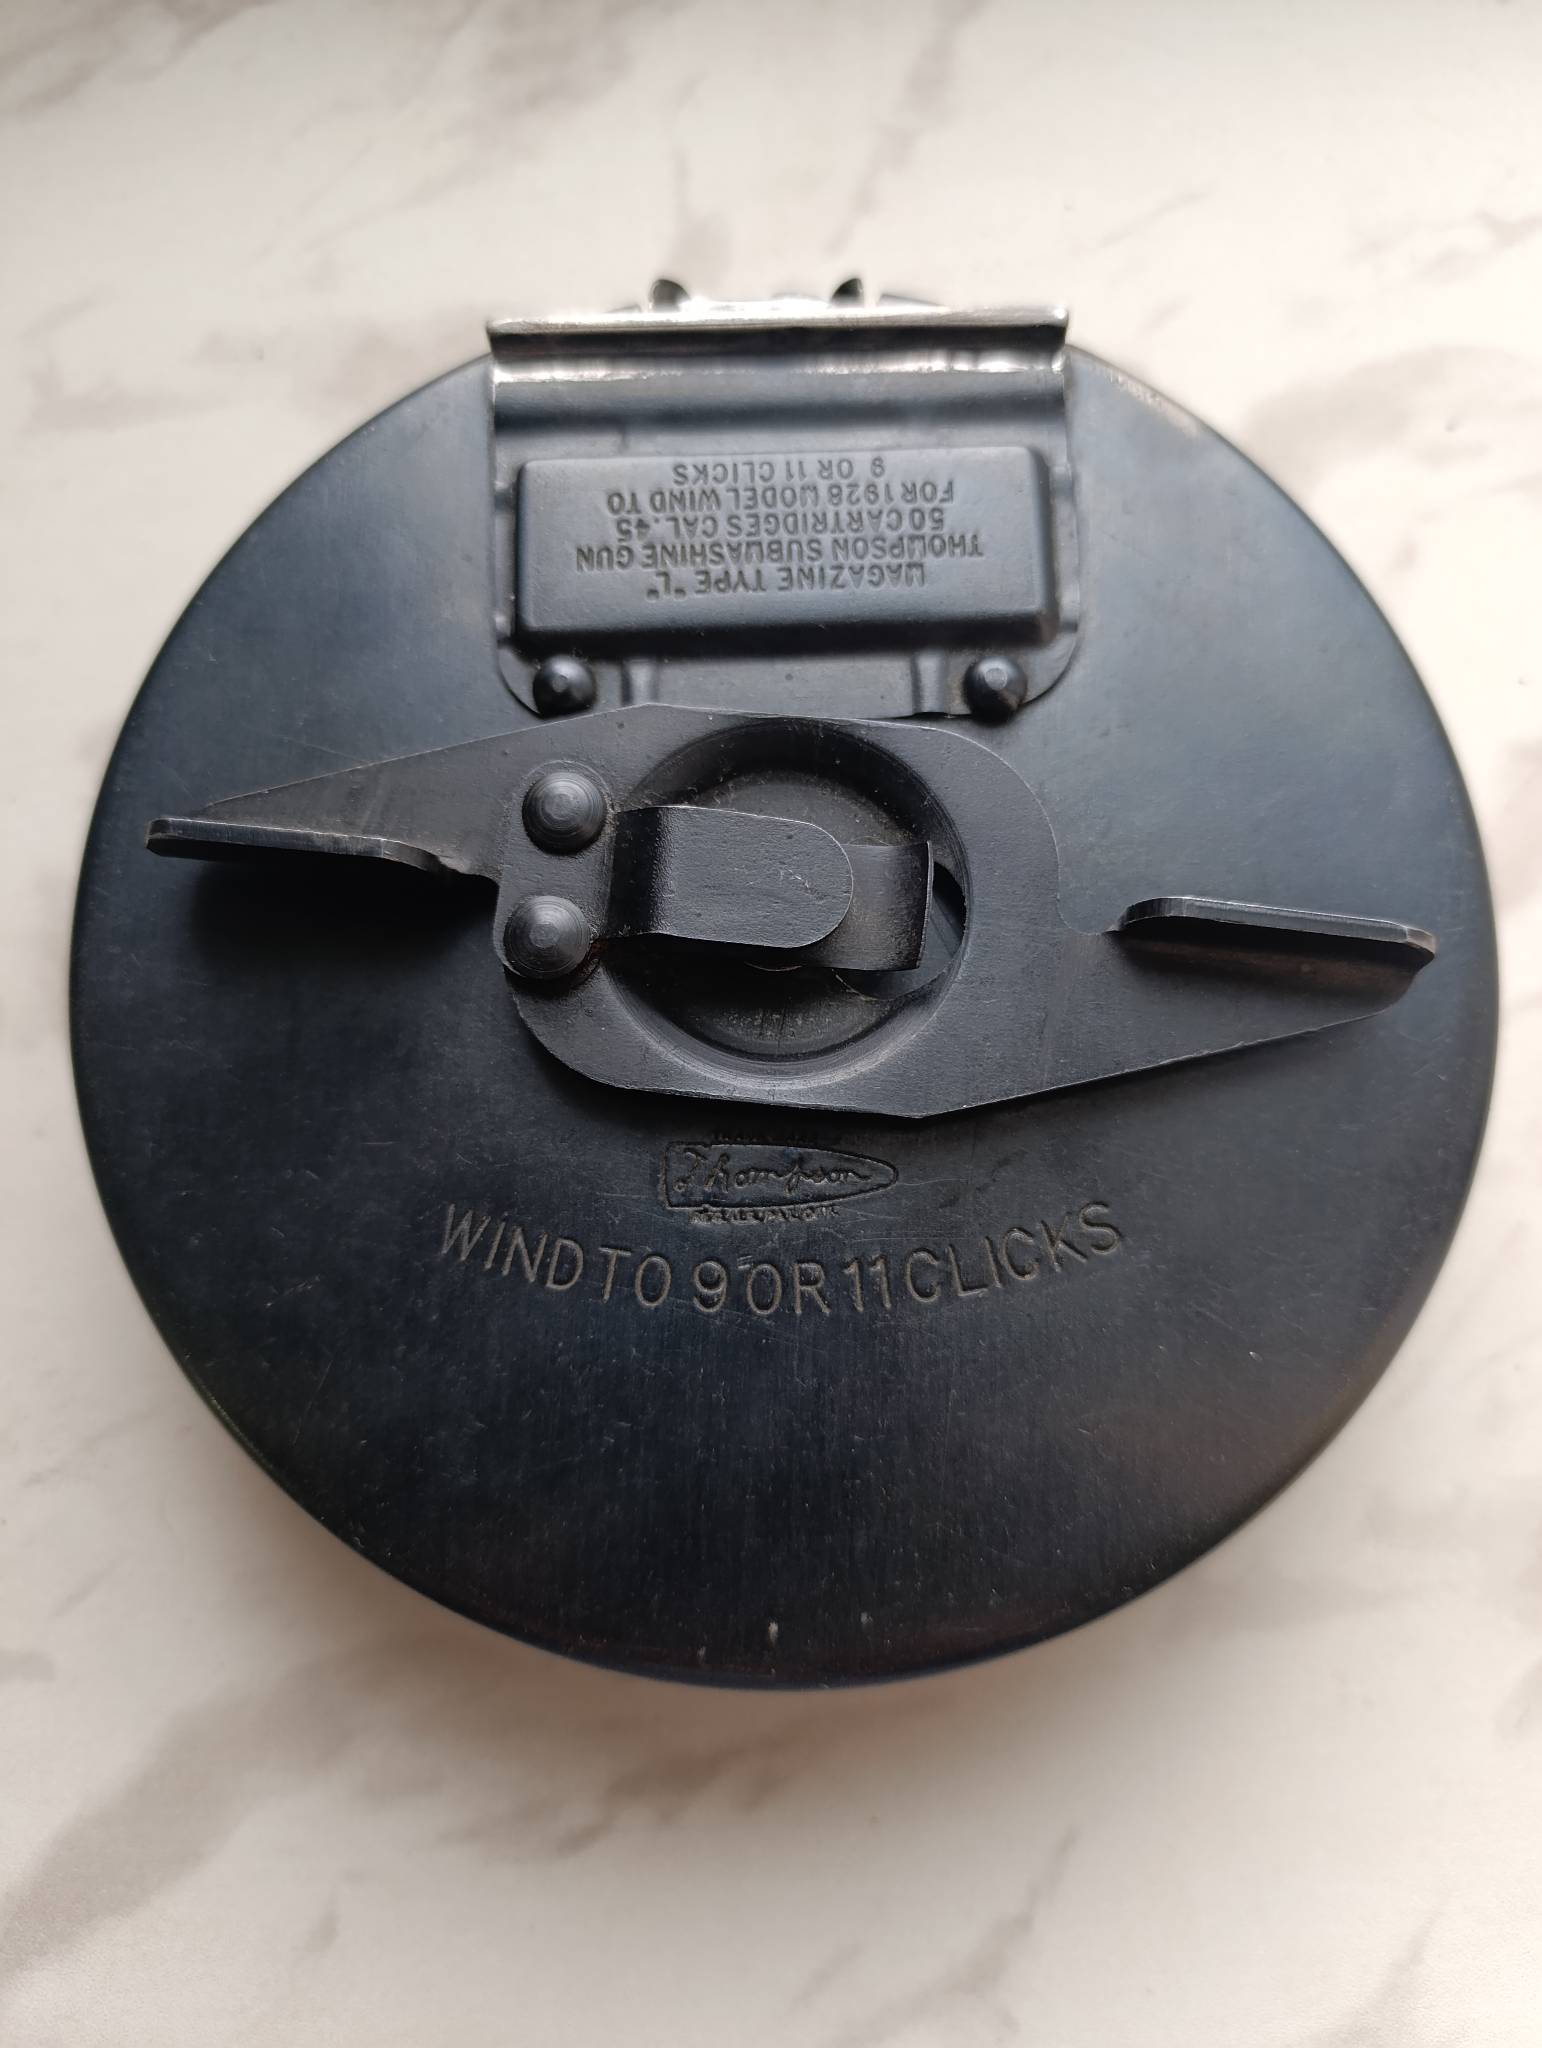 MAGAZINE TYPE "L"
THOMPSON SUBMASHINE GUN
50 CARTRIDGES CAL .45
FOR 1928 MODEL WIND TO
9 OR 11 CLICKS
Thompson
WIND TO 9 OR 11 CLICKS